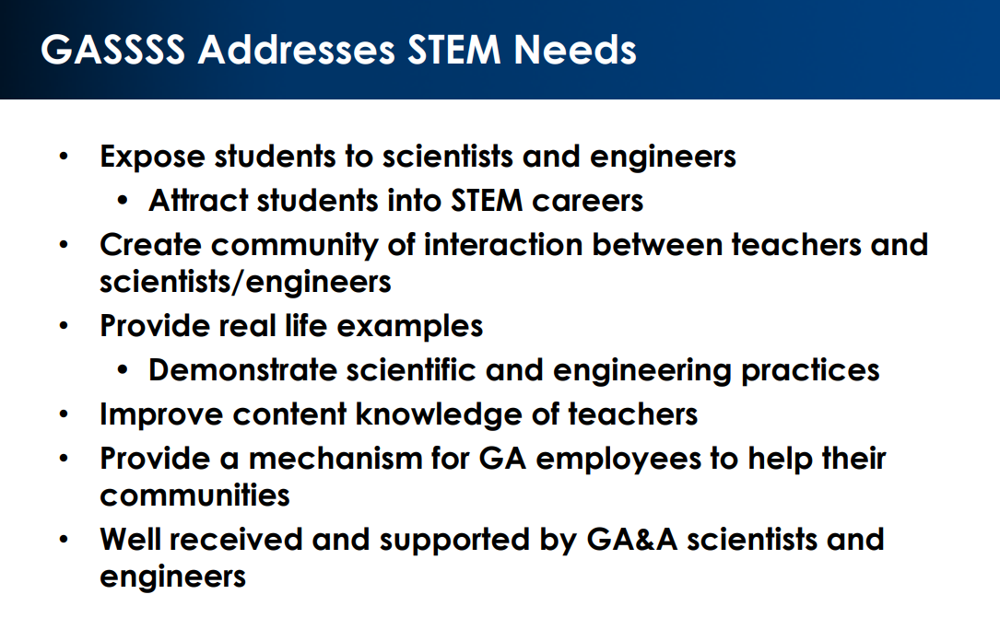 GASSSS Addresses STEM Needs
• Expose students to scientists and engineers
• Attract students into STEM careers
• Create community of interaction between teachers and
scientists/engineers
• Provide real life examples
• Demonstrate scientific and engineering practices
• Improve content knowledge of teachers
• Provide a mechanism for GA employees to help their
communities
• Well received and supported by GA&A scientists and
engineers